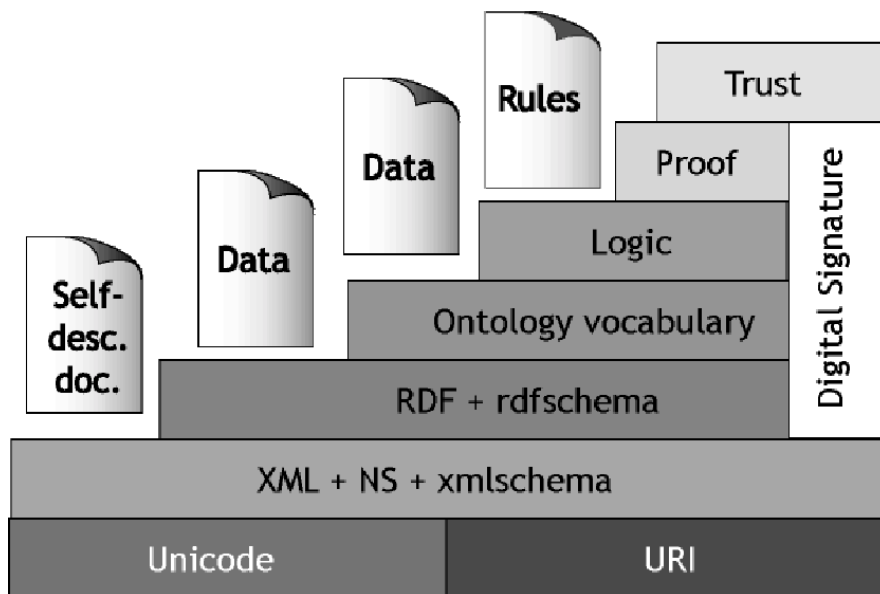 Rules
Trust
Data
Proof
Data
Logic
Self-
desc.
doc.
Ontology vocabulary
Digital Signature
RDF + rdfschema
XML + NS + xmlschema
Unicode
URI